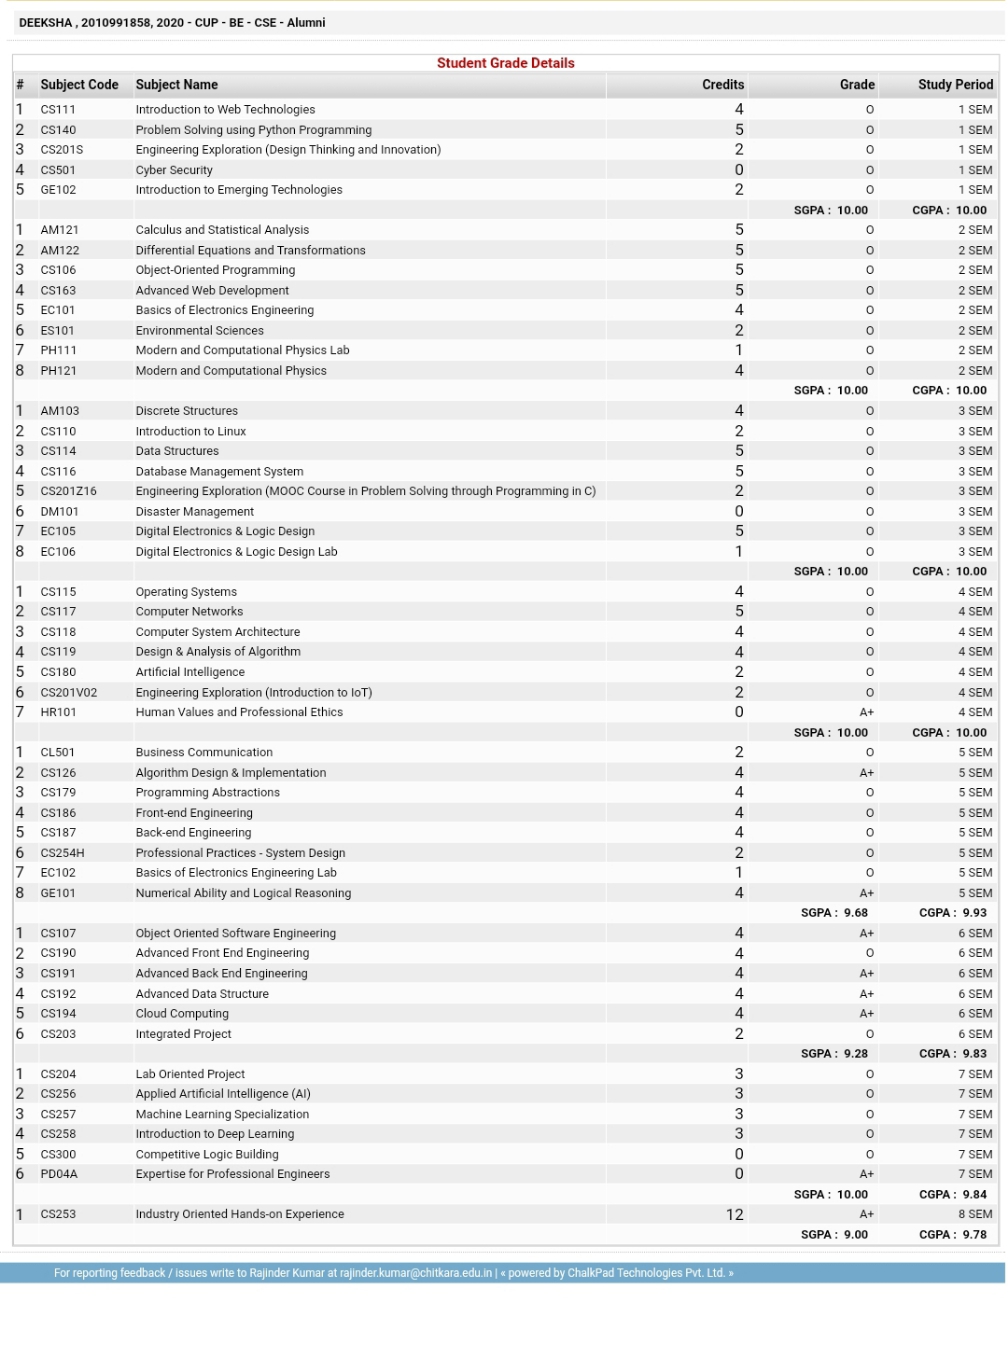 DEEKSHA , 2010991858, 2020 - CUP - BE - CSE - Alumni
Student Grade Details
# Subject Code Subject Name Credits Grade Study Period
1 CS111 Introduction to Web Technologies 4 O 1 SEM
2 CS140 Problem Solving using Python Programming 5 O 1 SEM
3 CS201S Engineering Exploration (Design Thinking and Innovation) 2 O 1 SEM
4 CS501 Cyber Security 0 O 1 SEM
5 GE102 Introduction to Emerging Technologies 2 O 1 SEM
SGPA : 10.00 CGPA : 10.00
1 AM121 Calculus and Statistical Analysis 5 O 2 SEM
2 AM122 Differential Equations and Transformations 5 O 2 SEM
3 CS106 Object-Oriented Programming 5 O 2 SEM
4 CS163 Advanced Web Development 5 O 2 SEM
5 EC101 Basics of Electronics Engineering 4 O 2 SEM
6 ES101 Environmental Sciences 2 O 2 SEM
7 PH111 Modern and Computational Physics Lab 1 O 2 SEM
8 PH121 Modern and Computational Physics 4 O 2 SEM
SGPA : 10.00 CGPA : 10.00
1 AM103 Discrete Structures 4 O 3 SEM
2 CS110 Introduction to Linux 2 O 3 SEM
3 CS114 Data Structures 5 O 3 SEM
4 CS116 Database Management System 5 O 3 SEM
5 CS201Z16 Engineering Exploration (MOOC Course in Problem Solving through Programming in C) 2 O 3 SEM
6 DM101 Disaster Management 0 O 3 SEM
7 EC105 Digital Electronics & Logic Design 5 O 3 SEM
8 EC106 Digital Electronics & Logic Design Lab 1 O 3 SEM
SGPA : 10.00 CGPA : 10.00
1 CS115 Operating Systems 4 O 4 SEM
2 CS117 Computer Networks 5 O 4 SEM
3 CS118 Computer System Architecture 4 O 4 SEM
4 CS119 Design & Analysis of Algorithm 4 O 4 SEM
5 CS180 Artificial Intelligence 2 O 4 SEM
6 CS201V02 Engineering Exploration (Introduction to IoT) 2 O 4 SEM
7 HR101 Human Values and Professional Ethics 0 A+ 4 SEM
SGPA : 10.00 CGPA : 10.00
1 CL501 Business Communication 2 O 5 SEM
2 CS126 Algorithm Design & Implementation 4 A+ 5 SEM
3 CS179 Programming Abstractions 4 O 5 SEM
4 CS186 Front-end Engineering 4 O 5 SEM
5 CS187 Back-end Engineering 4 O 5 SEM
6 CS254H Professional Practices - System Design 2 O 5 SEM
7 EC102 Basics of Electronics Engineering Lab 1 O 5 SEM
8 GE101 Numerical Ability and Logical Reasoning 4 A+ 5 SEM
SGPA : 9.68 CGPA : 9.93
1 CS107 Object Oriented Software Engineering 4 A+ 6 SEM
2 CS190 Advanced Front End Engineering 4 O 6 SEM
3 CS191 Advanced Back End Engineering 4 A+ 6 SEM
4 CS192 Advanced Data Structure 4 A+ 6 SEM
5 CS194 Cloud Computing 4 A+ 6 SEM
6 CS203 Integrated Project 2 O 6 SEM
SGPA : 9.28 CGPA : 9.83
1 CS204 Lab Oriented Project 3 O 7 SEM
2 CS256 Applied Artificial Intelligence (AI) 3 O 7 SEM
3 CS257 Machine Learning Specialization 3 O 7 SEM
4 CS258 Introduction to Deep Learning 3 O 7 SEM
5 CS300 Competitive Logic Building 0 O 7 SEM
6 PD04A Expertise for Professional Engineers 0 A+ 7 SEM
SGPA : 10.00 CGPA : 9.84
1 CS253 Industry Oriented Hands-on Experience 12 A+ 8 SEM
SGPA : 9.00 CGPA : 9.78
For reporting feedback / issues write to Rajinder Kumar at rajinder.kumar@chitkara.edu.in | « powered by ChalkPad Technologies Pvt. Ltd. »